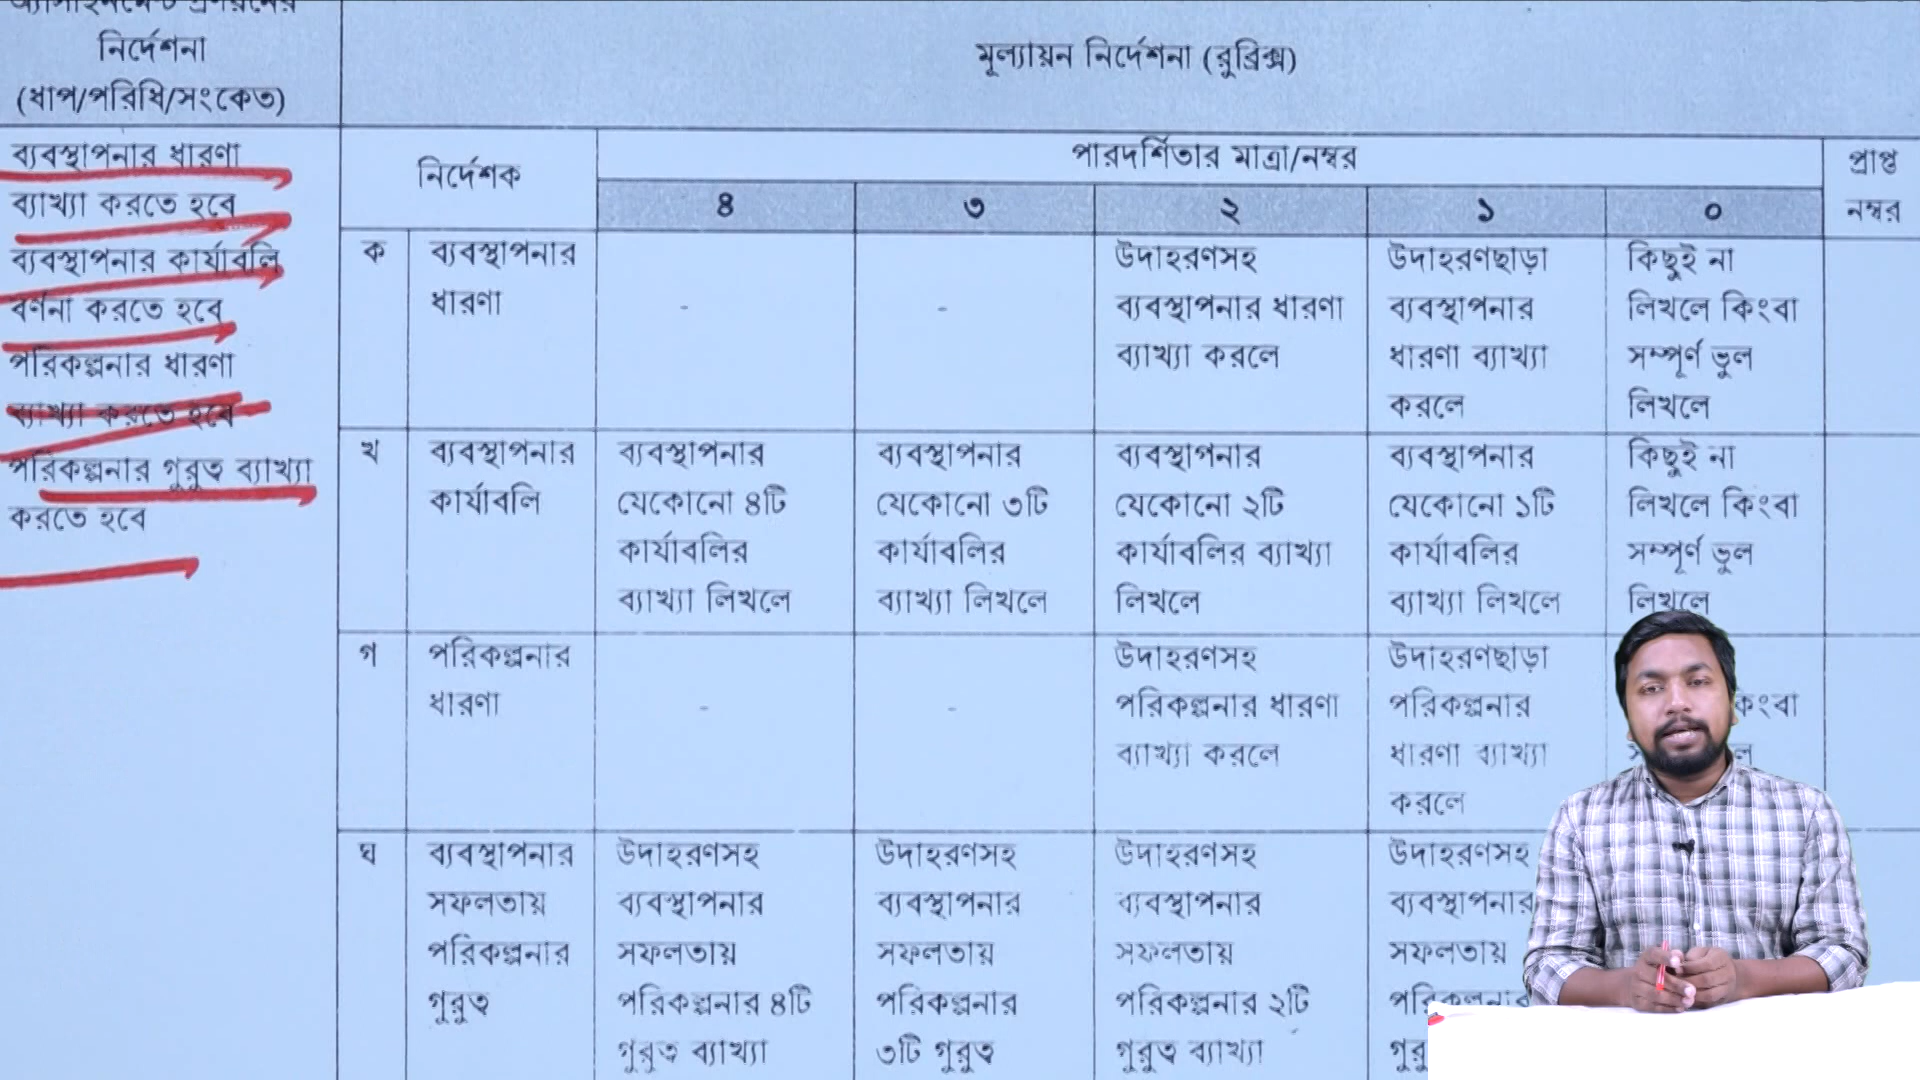 নির্দেশনা
(ধাপ/পরিধি/সংকেত)
ব্যবস্থাপনার ধারণা
ব্যাখ্যা করতে হবে
ব্যবস্থাপনার কার্যাবলি
বর্ণনা করতে হবে
পরিকল্পনার ধারণা
ব্যাখ্যা করতে হবে
পরিকল্পনার গুরুত্ব ব্যাখ্যা
করতে হবে
মূল্যায়ন নির্দেশনা (রুব্রিক্স)
নির্দেশক
পারদর্শিতার মাত্রা/নম্বর
প্রাপ্ত
নম্বর
৪
৩
২
১
০
ক
ব্যবস্থাপনার
ধারণা
-
-
উদাহরণসহ
ব্যবস্থাপনার ধারণা
ব্যাখ্যা করলে
উদাহরণছাড়া
ব্যবস্থাপনার
ধারণা ব্যাখ্যা
করলে
কিছুই না
লিখলে কিংবা
সম্পূর্ণ ভুল
লিখলে
খ
ব্যবস্থাপনার
কার্যাবলি
ব্যবস্থাপনার
যেকোনো ৪টি
কার্যাবলির
ব্যাখ্যা লিখলে
ব্যবস্থাপনার
যেকোনো ৩টি
কার্যাবলির
ব্যাখ্যা লিখলে
ব্যবস্থাপনার
যেকোনো ২টি
কার্যাবলির ব্যাখ্যা
লিখলে
ব্যবস্থাপনার
যেকোনো ১টি
কার্যাবলির
ব্যাখ্যা লিখলে
কিছুই না
লিখলে কিংবা
সম্পূর্ণ ভুল
লিখলে
গ
পরিকল্পনার
ধারণা
-
-
উদাহরণসহ
পরিকল্পনার ধারণা
ব্যাখ্যা করলে
উদাহরণছাড়া
পরিকল্পনার
ধারণা ব্যাখ্যা
করলে
ঘ
ব্যবস্থাপনার
সফলতায়
পরিকল্পনার
গুরুত্ব
উদাহরণসহ
ব্যবস্থাপনার
সফলতায়
পরিকল্পনার ৪টি
গুরুত্ব ব্যাখ্যা
উদাহরণসহ
ব্যবস্থাপনার
সফলতায়
পরিকল্পনার
৩টি গুরুত্ব
উদাহরণসহ
ব্যবস্থাপনার
সফলতায়
পরিকল্পনার ২টি
গুরুত্ব ব্যাখ্যা
উদাহরণসহ
ব্যবস্থাপনার
সফলতায়